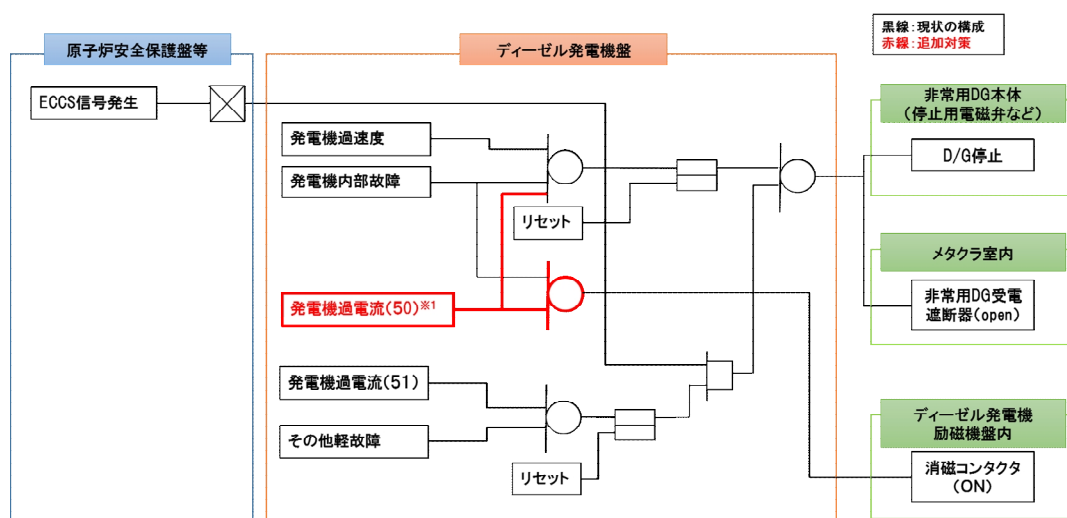 黒線：現状の構成
赤線：追加対策
原子炉安全保護盤等
ディーゼル発電機盤
ECCS信号発生
非常用DG本体
（停止用電磁弁など）
発電機過速度
D/G停止
発電機内部故障
リセット
メタクラ室内
発電機過電流(50)※1
非常用DG受電
遮断器(open)
発電機過電流(51)
その他軽故障
ディーゼル発電機
励磁機盤内
リセット
消磁コンタクタ
(ON)